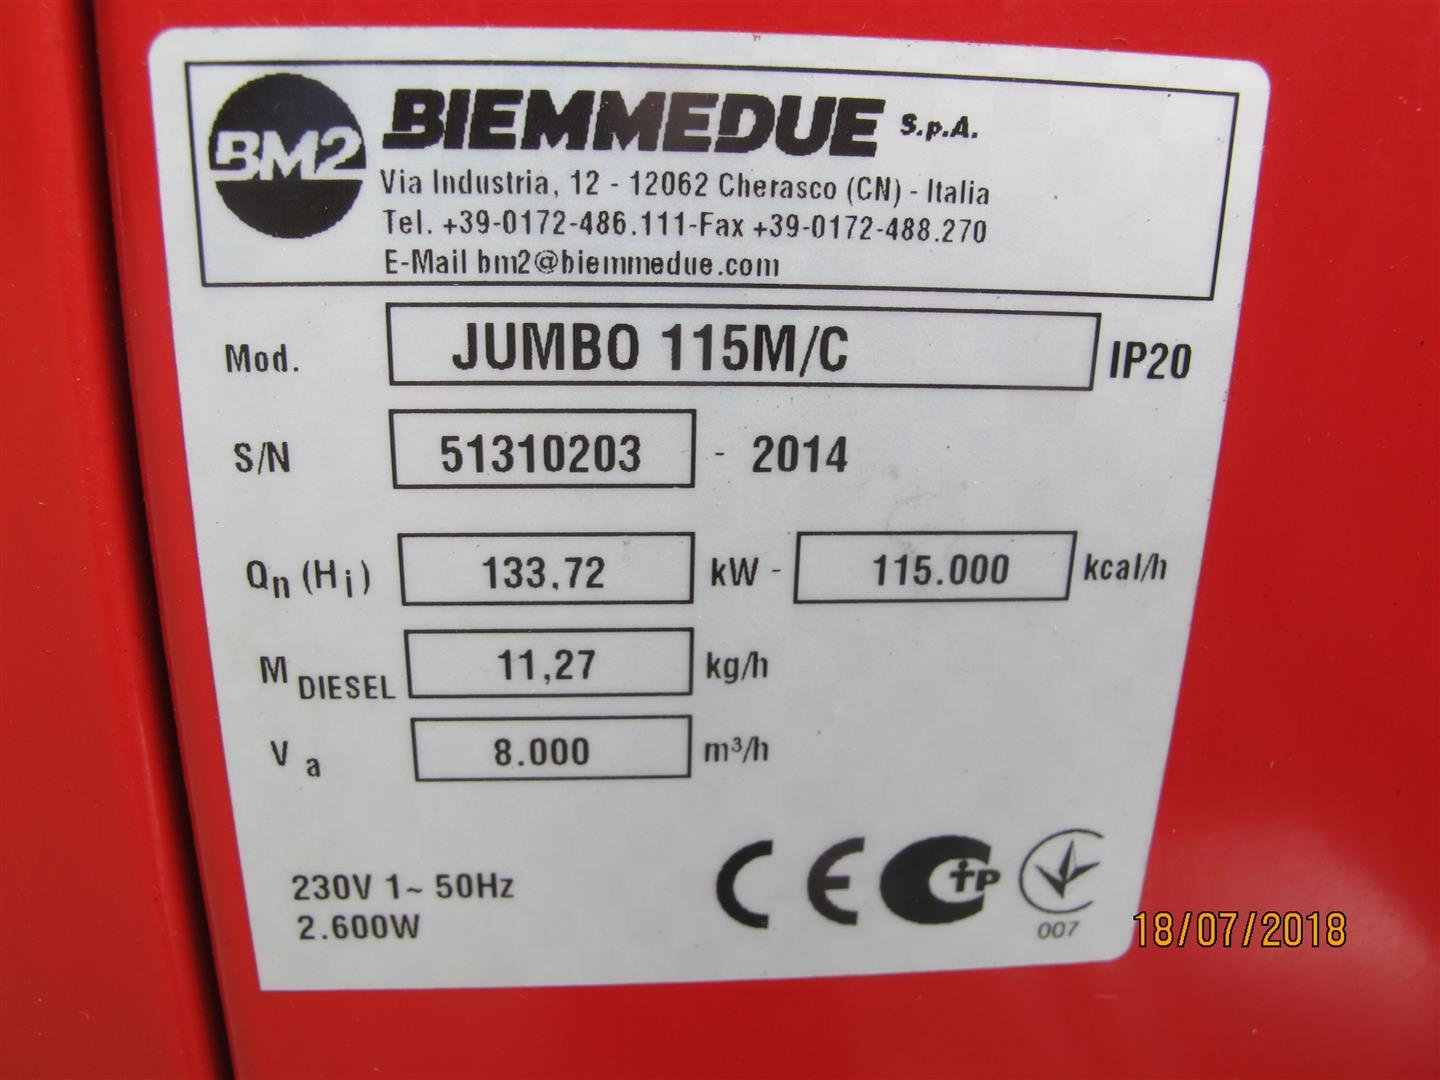 BM2
BIEMMEDUE S.p.A.
Via Industria, 12 - 12062 Cherasco (CN) - Italia
Tel. +39-0172-486.111-Fax +39-0172-488.270
E-Mail bm2@biemmedue.com
Mod. JUMBO 115M/C IP20
S/N 51310203 - 2014
Qn (Hi) 133,72 kW - 115.000 kcal/h
M DIESEL 11,27 kg/h
Va 8.000 m³/h
230V 1~ 50Hz
2.600W
CE
CTP
007
18/07/2018